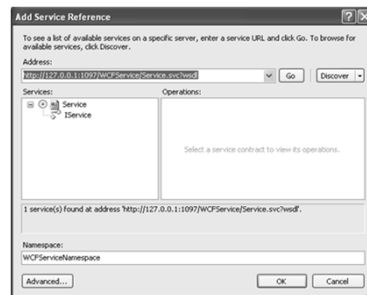 Add Service Reference
To see a list of available services on a specific server, enter a service URL and click Go. To browse for
available services, click Discover.
Address:
http://127.0.0.1:1097/WCFService/Service.svc?wsdl
Go
Discover
Services:
Operations:
Service
IService
Select a service contract to view its operations.
1 service(s) found at address 'http://127.0.0.1:1097/WCFService/Service.svc?wsdl'.
Namespace:
WCFServiceNamespace
Advanced...
OK
Cancel